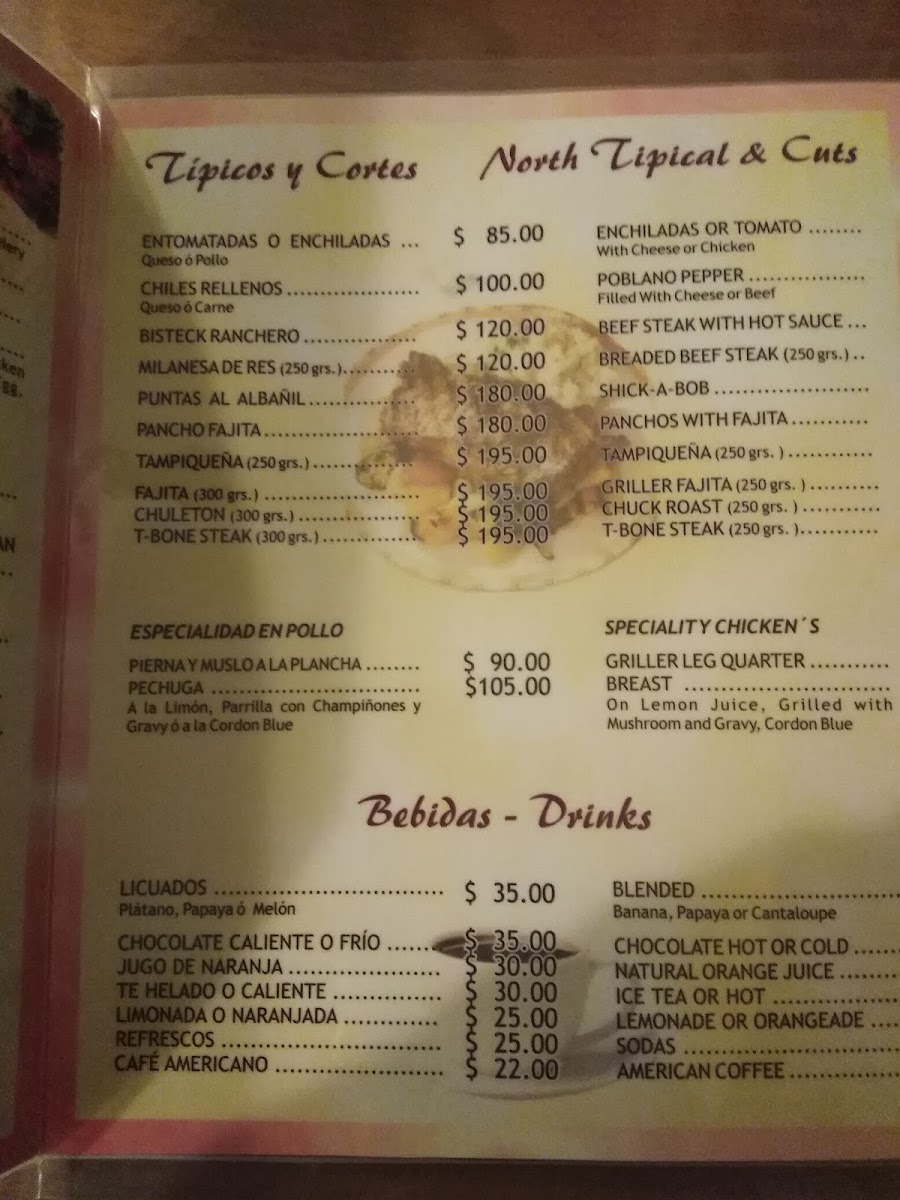 Típicos y Cortes North Tipical & Cuts
ENTOMATADAS O ENCHILADAS ... $ 85.00 ENCHILADAS OR TOMATO ........
Queso ó Pollo With Cheese or Chicken
CHILES RELLENOS .................... $ 100.00 POBLANO PEPPER .................
Queso ó Carne Filled With Cheese or Beef
BISTECK RANCHERO ................. $ 120.00 BEEF STEAK WITH HOT SAUCE ...
MILANESA DE RES (250 grs.)........... $ 120.00 BREADED BEEF STEAK (250 grs.) ..
PUNTAS AL ALBAÑIL ................ $ 180.00 SHICK-A-BOB ......................
PANCHO FAJITA ....................... $ 180.00 PANCHOS WITH FAJITA ...........
TAMPIQUEÑA (250 grs.) ............... $ 195.00 TAMPIQUEÑA (250 grs. ) ............
FAJITA (300 grs.) ....................... $ 195.00 GRILLER FAJITA (250 grs. ) ..........
CHULETON (300 grs.) .................. $ 195.00 CHUCK ROAST (250 grs. ) ...........
T-BONE STEAK (300 grs.) .............. $ 195.00 T-BONE STEAK (250 grs. )...........
ESPECIALIDAD EN POLLO SPECIALITY CHICKEN´S
PIERNA Y MUSLO A LA PLANCHA ........ $ 90.00 GRILLER LEG QUARTER ...........
PECHUGA .............................. $105.00 BREAST ............................
A la Limón, Parrilla con Champiñones y On Lemon Juice, Grilled with
Gravy ó a la Cordon Blue Mushroom and Gravy, Cordon Blue
Bebidas - Drinks
LICUADOS ................................ $ 35.00 BLENDED ...........................
Plátano, Papaya ó Melón Banana, Papaya or Cantaloupe
CHOCOLATE CALIENTE O FRÍO ...... $ 35.00 CHOCOLATE HOT OR COLD ......
JUGO DE NARANJA .................... $ 30.00 NATURAL ORANGE JUICE ........
TE HELADO O CALIENTE .............. $ 30.00 ICE TEA OR HOT .................
LIMONADA O NARANJADA ............ $ 25.00 LEMONADE OR ORANGEADE ....
REFRESCOS ............................. $ 25.00 SODAS .............................
CAFÉ AMERICANO ...................... $ 22.00 AMERICAN COFFEE ..............